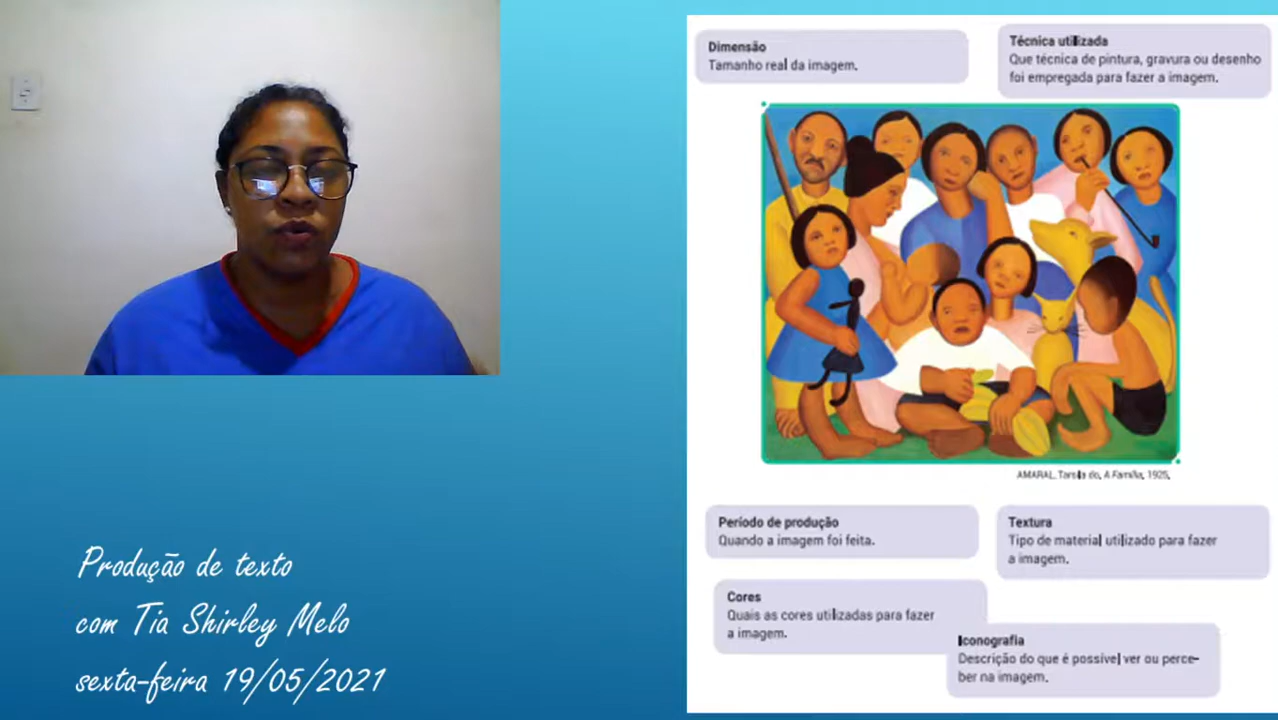 Dimensão
Tamanho real da imagem.
Técnica utilizada
Que técnica de pintura, gravura ou desenho
foi empregada para fazer a imagem.
AMARAL, Tarsila do, A Família, 1925.
Período de produção
Quando a imagem foi feita.
Textura
Tipo de material utilizado para fazer
a imagem.
Cores
Quais as cores utilizadas para fazer
a imagem.
Iconografia
Descrição do que é possível ver ou perce-
ber na imagem.
Produção de texto
com Tia Shirley Melo
sexta-feira 19/05/2021